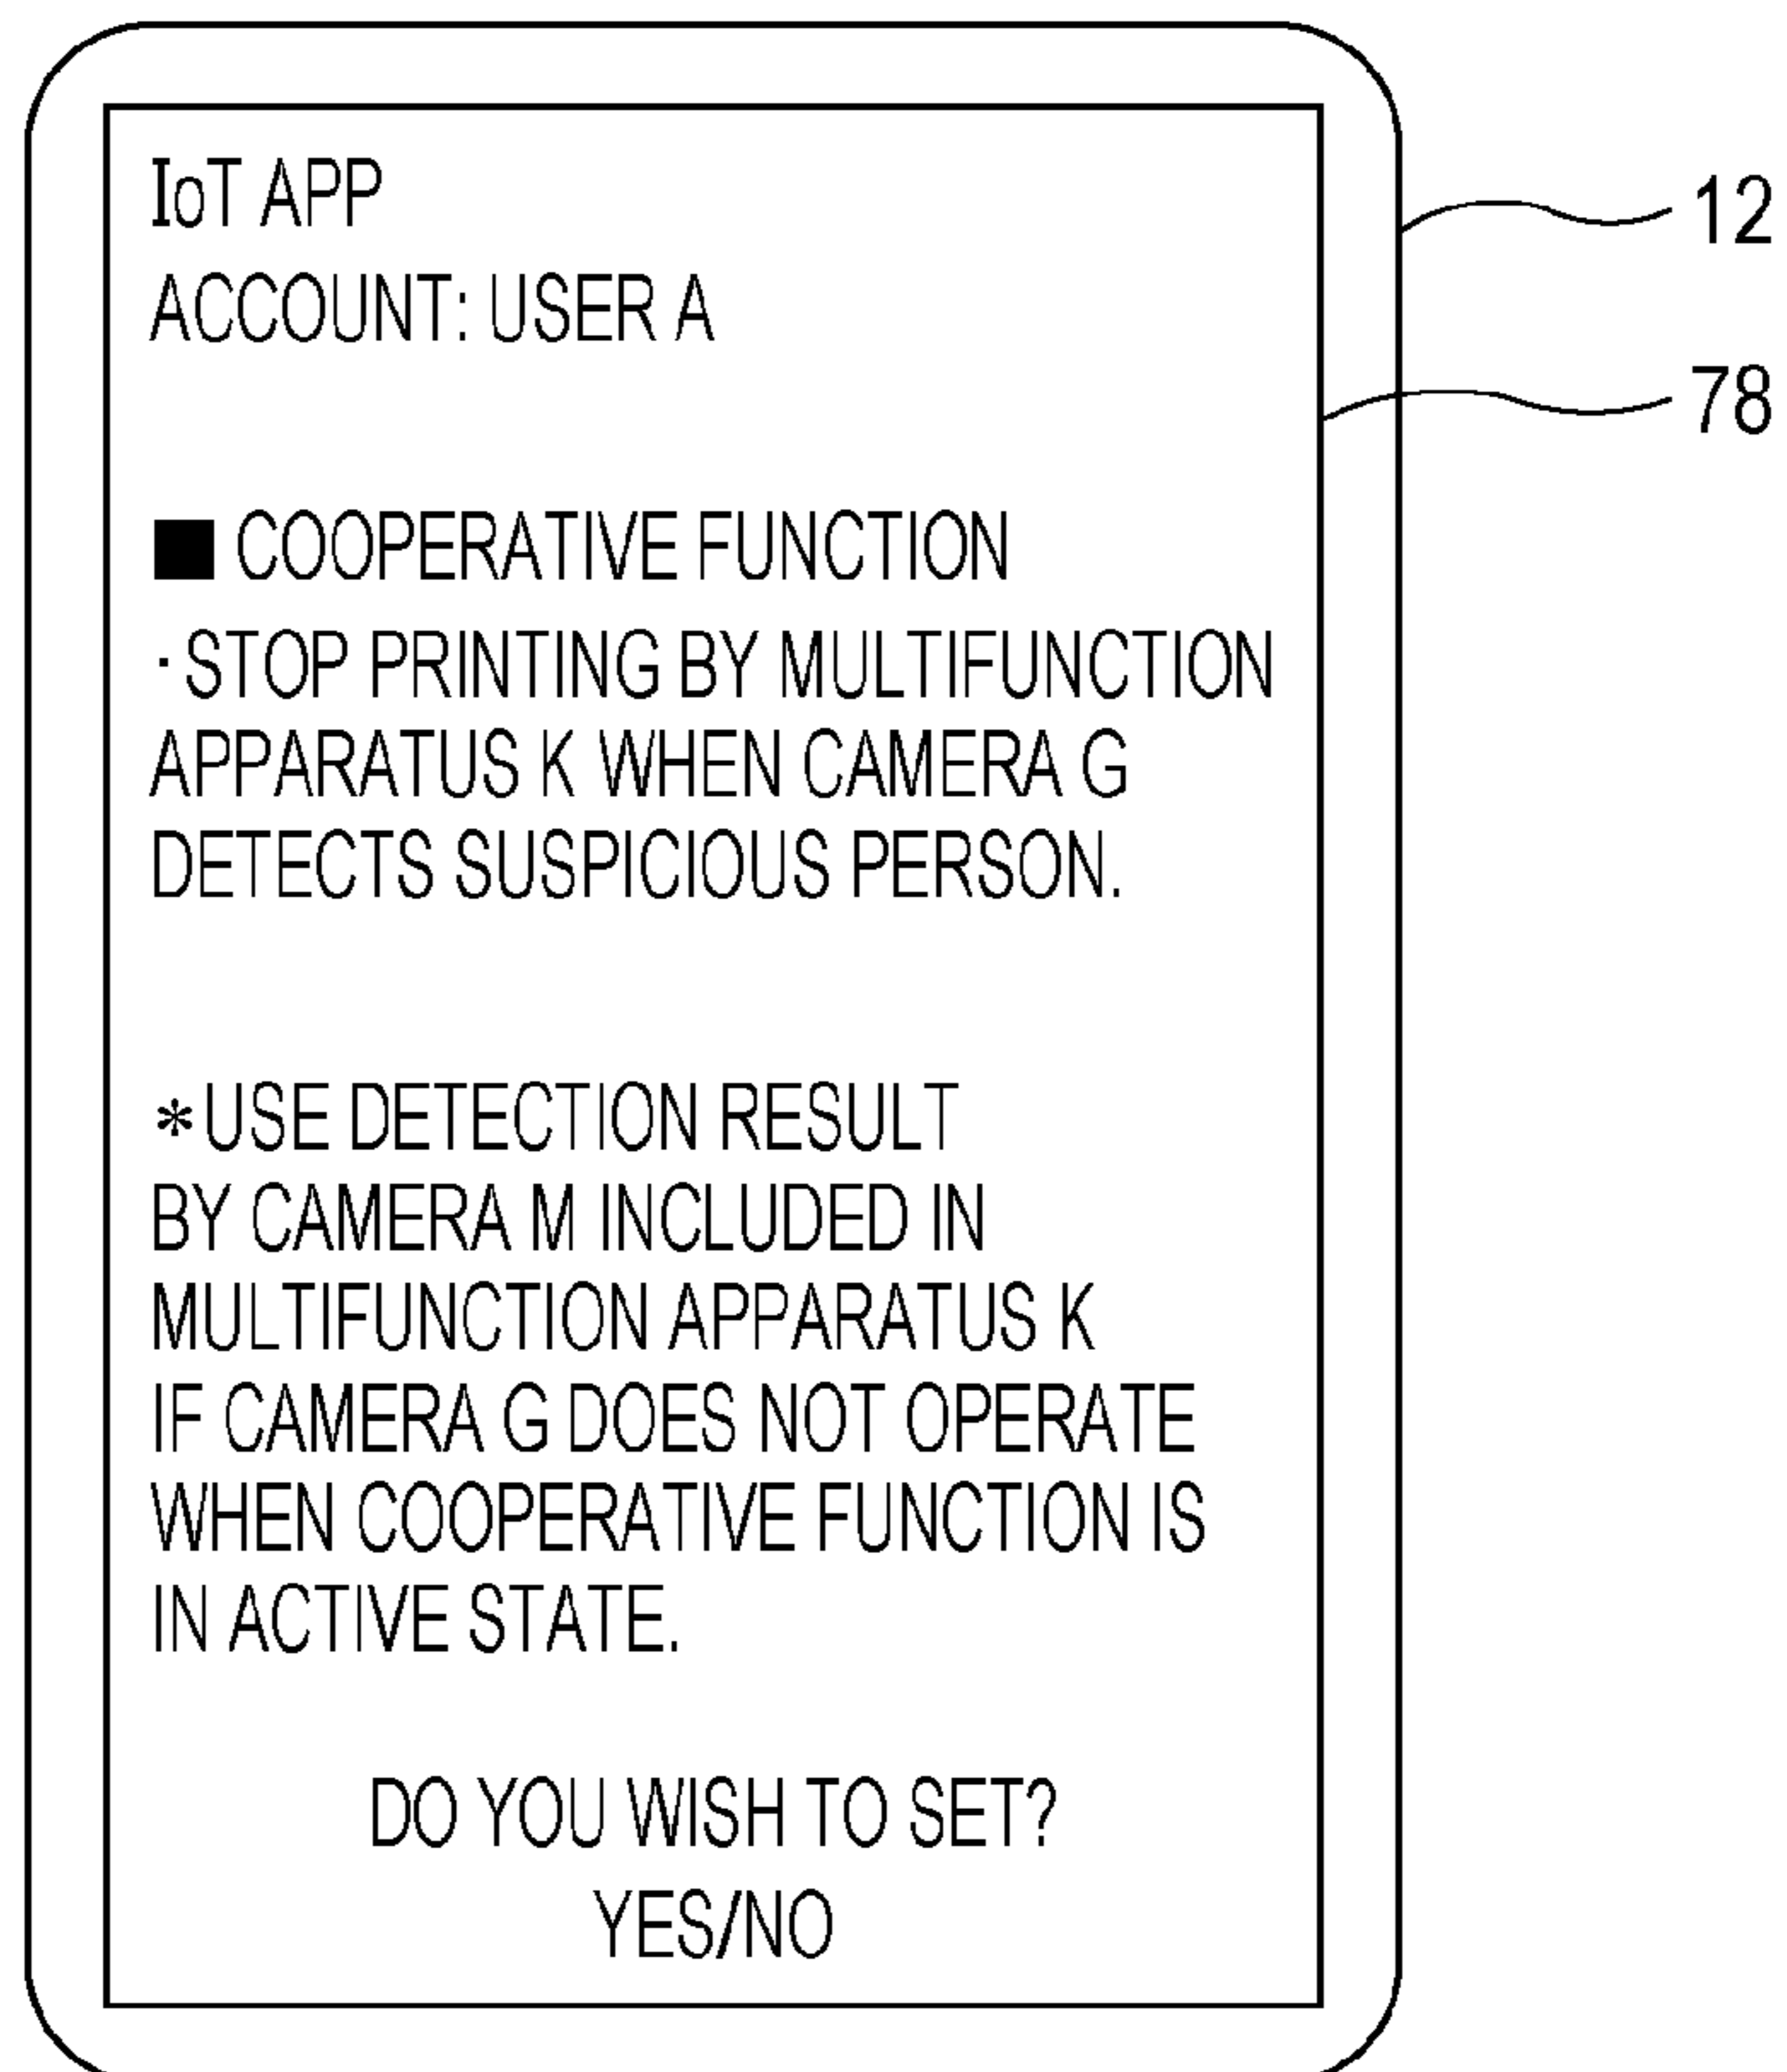 IoT APP
12
ACCOUNT: USER A
78
■ COOPERATIVE FUNCTION
・STOP PRINTING BY MULTIFUNCTION
APPARATUS K WHEN CAMERA G
DETECTS SUSPICIOUS PERSON.
*USE DETECTION RESULT
BY CAMERA M INCLUDED IN
MULTIFUNCTION APPARATUS K
IF CAMERA G DOES NOT OPERATE
WHEN COOPERATIVE FUNCTION IS
IN ACTIVE STATE.
DO YOU WISH TO SET?
YES/NO